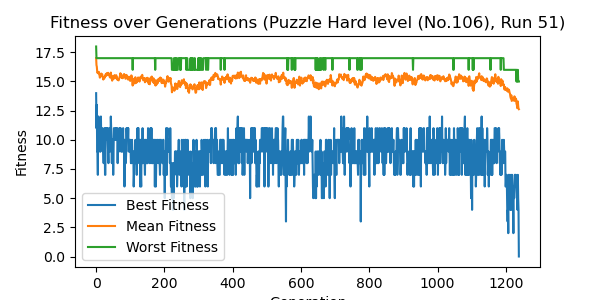 Fitness over Generations (Puzzle Hard level (No.106), Run 51)
Fitness
17.5
15.0
12.5
10.0
7.5
5.0
2.5
0.0
Best Fitness
Mean Fitness
Worst Fitness
0 200 400 600 800 1000 1200
Generation